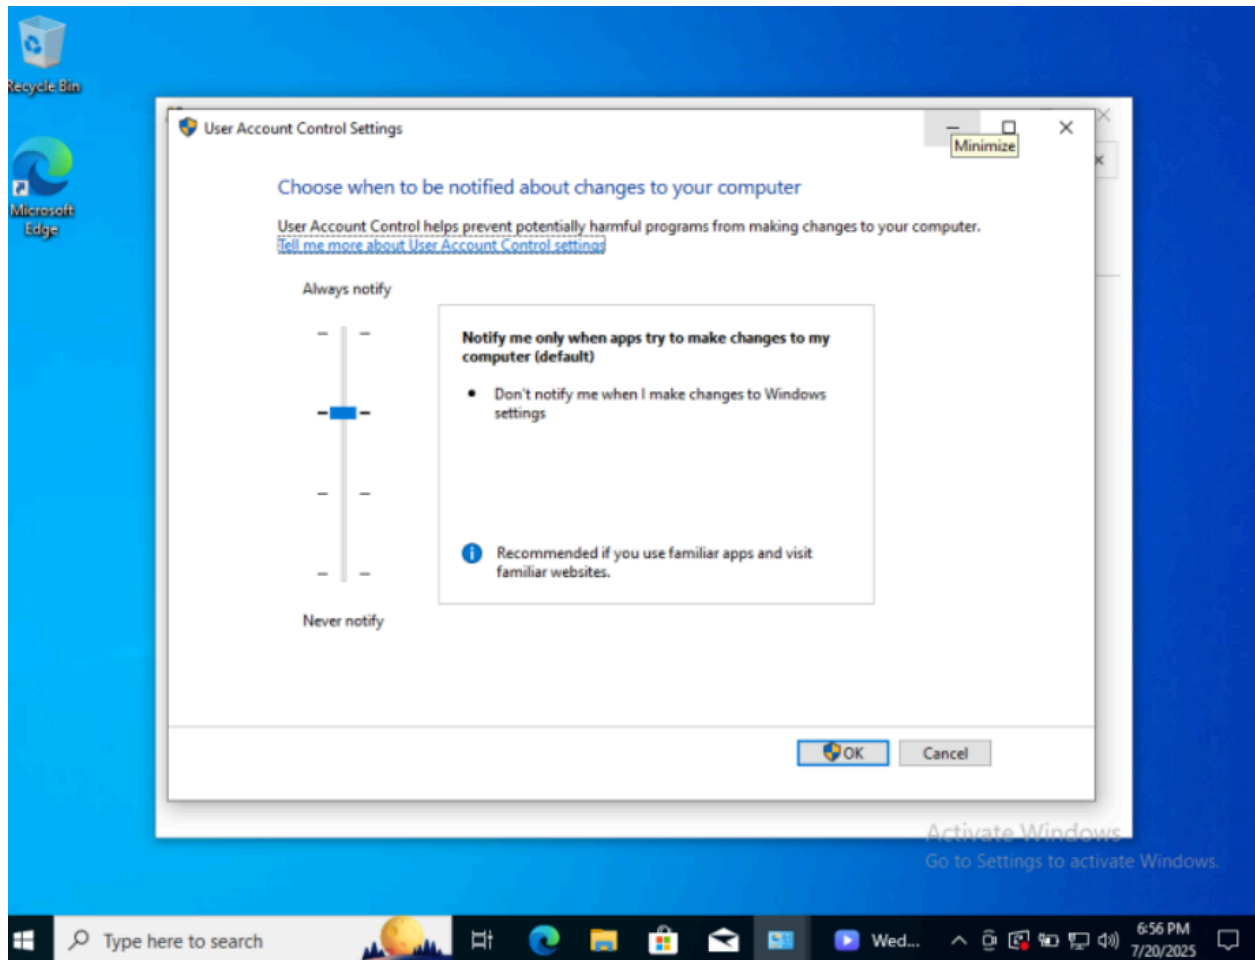 Recycle Bin
Microsoft
Edge
User Account Control Settings
Minimize
Choose when to be notified about changes to your computer
User Account Control helps prevent potentially harmful programs from making changes to your computer.
Tell me more about User Account Control settings
Always notify
Notify me only when apps try to make changes to my
computer (default)
• Don't notify me when I make changes to Windows
settings
Recommended if you use familiar apps and visit
familiar websites.
Never notify
OK
Cancel
Activate Windows
Go to Settings to activate Windows.
Type here to search
Wed...
6:56 PM
7/20/2025